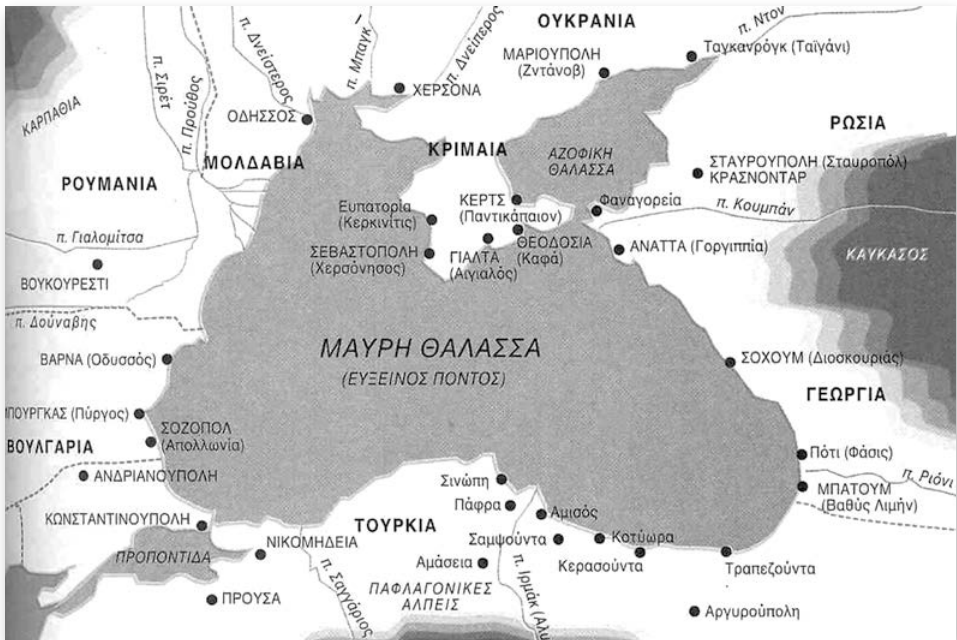 ΟΥΚΡΑΝΙΑ
π. Ντον
ΜΑΡΙΟΥΠΟΛΗ
(Ζντάνοβ)
Ταγκανρόγκ (Ταϊγάνι)
π. Σιρέτ
π. Προύθος
π. Δνείστερος
π. Μπαγκ
π. Δνείπερος
ΧΕΡΣΟΝΑ
ΚΑΡΠΑΘΙΑ
ΟΔΗΣΣΟΣ
ΡΩΣΙΑ
ΜΟΛΔΑΒΙΑ
ΚΡΙΜΑΙΑ
ΑΖΟΦΙΚΗ
ΘΑΛΑΣΣΑ
ΣΤΑΥΡΟΥΠΟΛΗ (Σταυροπόλ)
ΚΡΑΣΝΟΝΤΑΡ
ΡΟΥΜΑΝΙΑ
Ευπατορία
(Κερκινίτις)
ΚΕΡΤΣ
(Παντικάπαιον)
Φαναγορεία
π. Κουμπάν
π. Γιαλομίτσα
ΣΕΒΑΣΤΟΠΟΛΗ
(Χερσόνησος)
ΓΙΑΛΤΑ
(Αιγιαλός)
ΘΕΟΔΟΣΙΑ
(Καφά)
ΑΝΑΤΤΑ (Γοργιππία)
ΚΑΥΚΑΣΟΣ
ΒΟΥΚΟΥΡΕΣΤΙ
π. Δούναβης
ΜΑΥΡΗ ΘΑΛΑΣΣΑ
(ΕΥΞΕΙΝΟΣ ΠΟΝΤΟΣ)
ΒΑΡΝΑ (Οδυσσός)
ΣΟΧΟΥΜ (Διοσκουριάς)
ΓΕΩΡΓΙΑ
ΜΠΟΥΡΓΚΑΣ (Πύργος)
ΣΟΖΟΠΟΛ
(Απολλωνία)
ΒΟΥΛΓΑΡΙΑ
Πότι (Φάσις)
π. Ριόνι
ΑΝΔΡΙΑΝΟΥΠΟΛΗ
Σινώπη
ΜΠΑΤΟΥΜ
(Βαθύς Λιμήν)
Πάφρα
Αμισός
ΚΩΝΣΤΑΝΤΙΝΟΥΠΟΛΗ
ΤΟΥΡΚΙΑ
ΝΙΚΟΜΗΔΕΙΑ
Σαμψούντα
Κοτύωρα
ΠΡΟΠΟΝΤΙΔΑ
Αμάσεια
Κερασούντα
Τραπεζούντα
π. Σαγγάριος
ΠΑΦΛΑΓΟΝΙΚΕΣ
ΑΛΠΕΙΣ
π. Ιρμάκ
ΠΡΟΥΣΑ
Αργυρούπολη